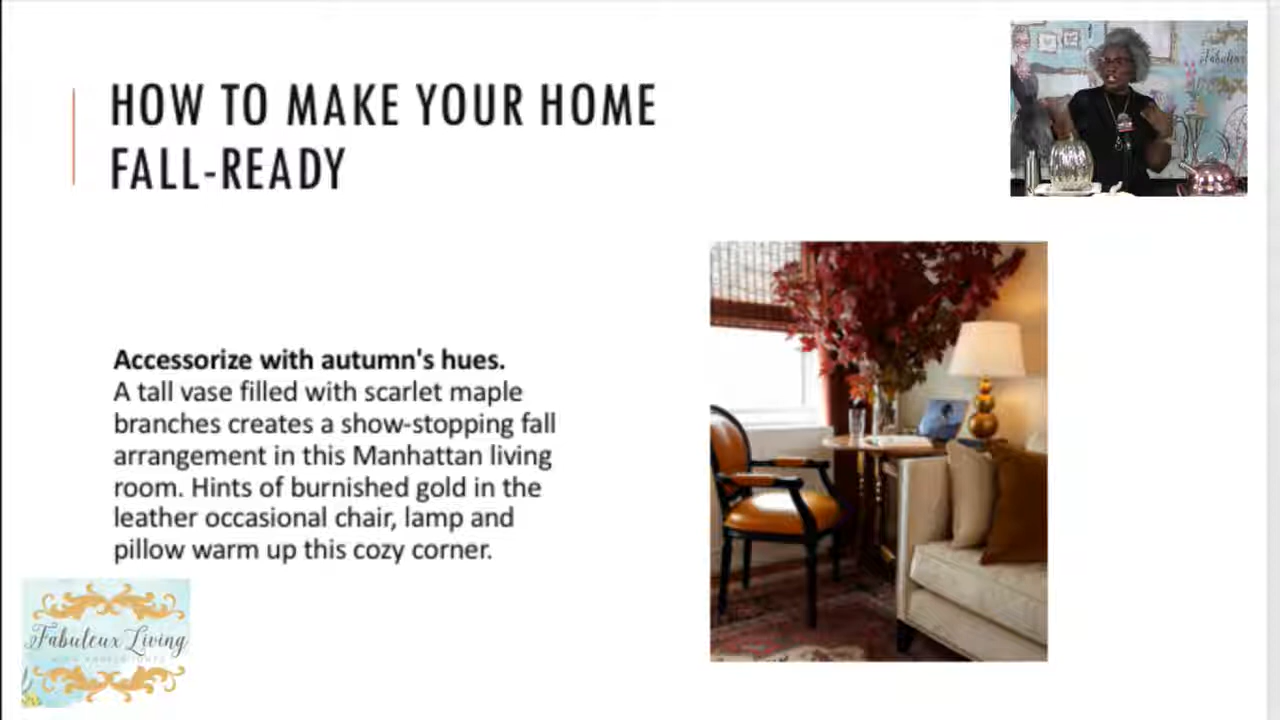 HOW TO MAKE YOUR HOME
FALL-READY
Fabuleux
Accessorize with autumn's hues.
A tall vase filled with scarlet maple
branches creates a show-stopping fall
arrangement in this Manhattan living
room. Hints of burnished gold in the
leather occasional chair, lamp and
pillow warm up this cozy corner.
Fabuleux Living